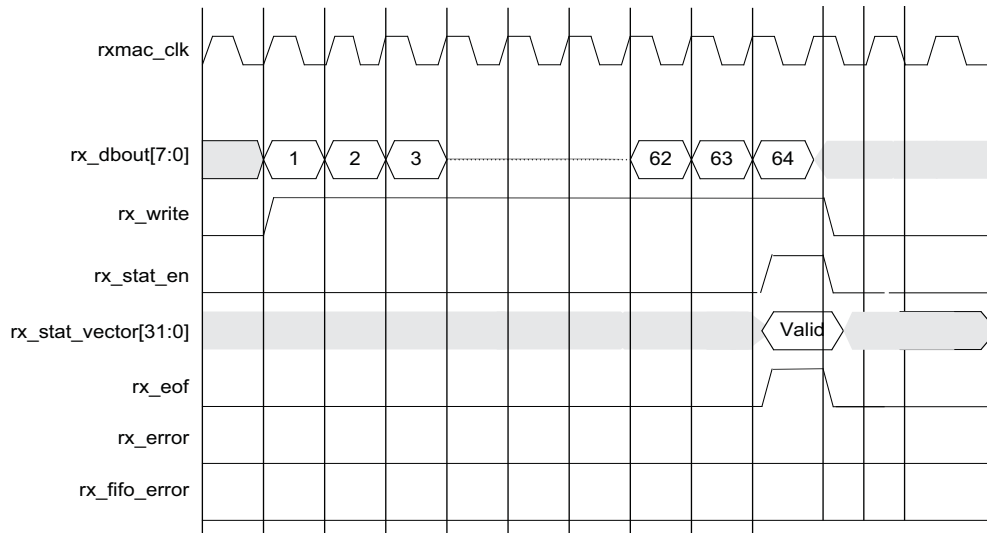 rxmac_clk
rx_dbout[7:0]
1 2 3 62 63 64
rx_write
rx_stat_en
rx_stat_vector[31:0]
Valid
rx_eof
rx_error
rx_fifo_error